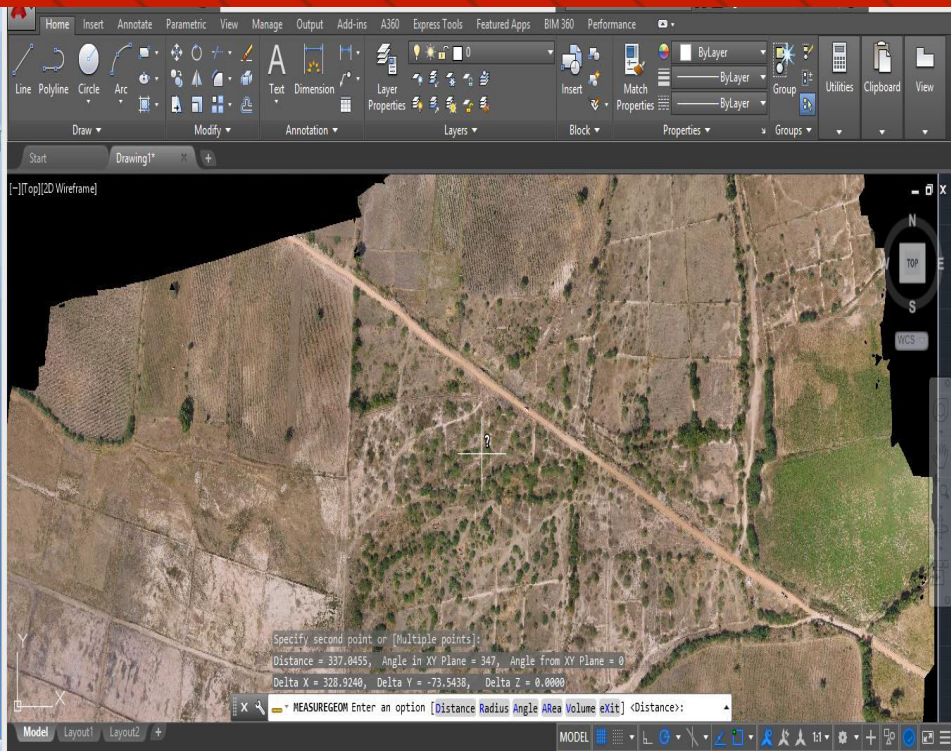 Home Insert Annotate Parametric View Manage Output Add-ins A360 Express Tools Featured Apps BIM 360 Performance
Line Polyline Circle Arc
Text Dimension
Layer
Properties
0
Insert
Match
Properties
ByLayer
ByLayer
ByLayer
Group
Utilities Clipboard View
Draw Modify Annotation Layers Block Properties Groups
Start Drawing1* +
[−][Top][2D Wireframe]
N
TOP
E
S
WCS
Specify second point or [Multiple points]:
Distance = 337.0455, Angle in XY Plane = 347, Angle from XY Plane = 0
Delta X = 328.9240, Delta Y = -73.5438, Delta Z = 0.0000
Y
X
MEASUREGEOM Enter an option [Distance Radius Angle ARea Volume eXit] <Distance>:
Model Layout1 Layout2 +
MODEL 1:1